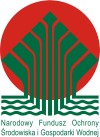 Narodowy Fundusz Ochrony
Środowiska i Gospodarki Wodnej